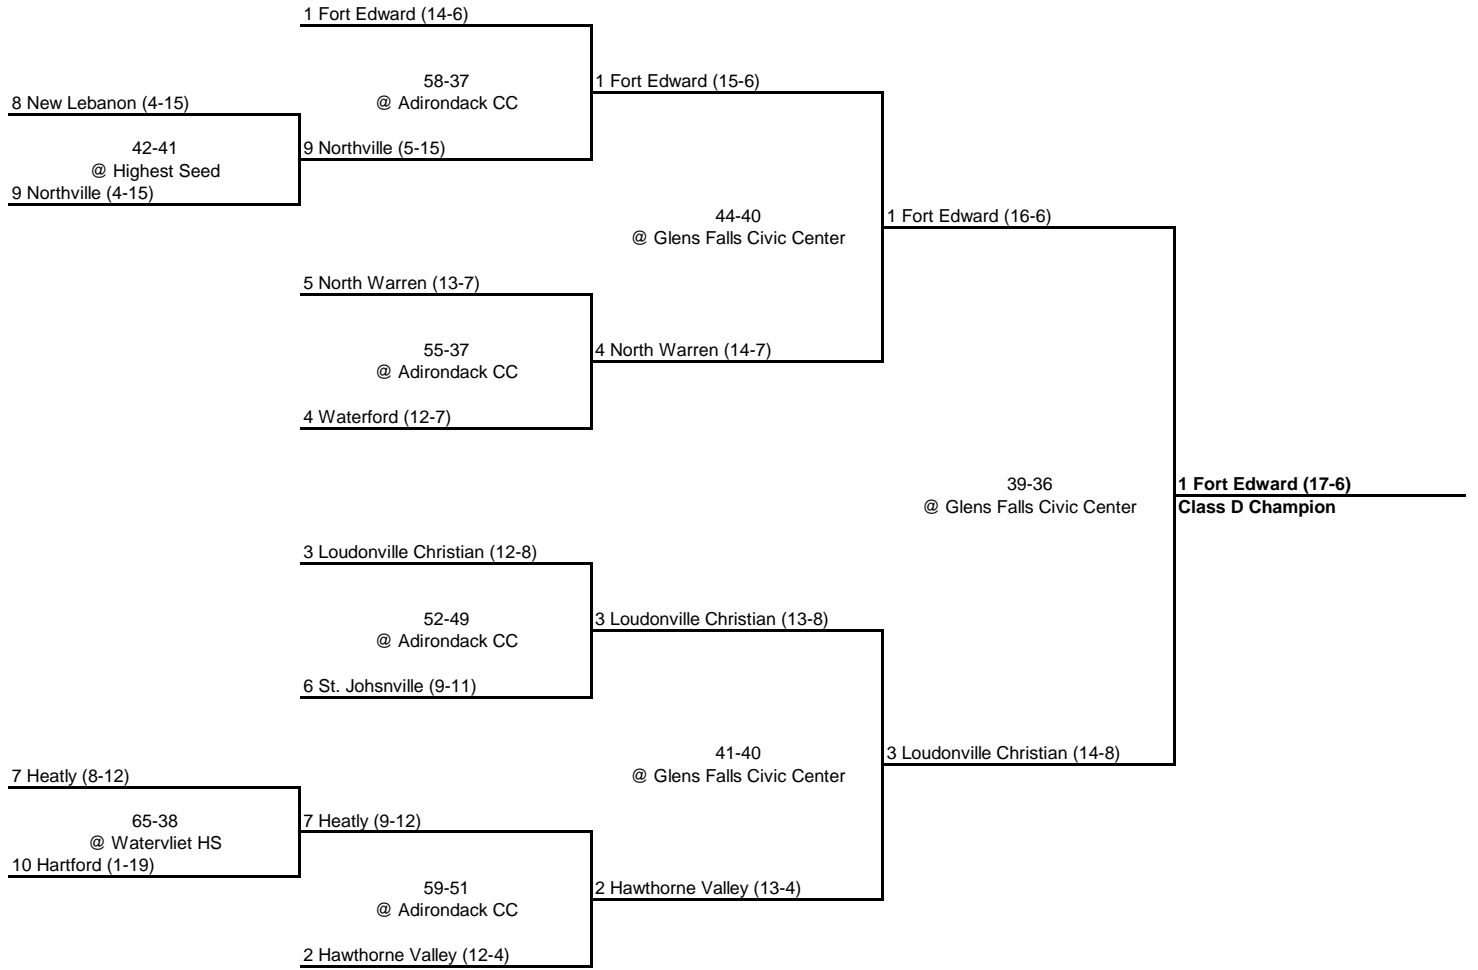 1 Fort Edward (14-6)
58-37
@ Adirondack CC
1 Fort Edward (15-6)
8 New Lebanon (4-15)
42-41
@ Highest Seed
9 Northville (5-15)
9 Northville (4-15)
44-40
@ Glens Falls Civic Center
1 Fort Edward (16-6)
5 North Warren (13-7)
55-37
@ Adirondack CC
4 North Warren (14-7)
4 Waterford (12-7)
39-36
@ Glens Falls Civic Center
1 Fort Edward (17-6)
Class D Champion
3 Loudonville Christian (12-8)
52-49
@ Adirondack CC
3 Loudonville Christian (13-8)
6 St. Johsnville (9-11)
41-40
@ Glens Falls Civic Center
3 Loudonville Christian (14-8)
7 Heatly (8-12)
65-38
@ Watervliet HS
7 Heatly (9-12)
10 Hartford (1-19)
59-51
@ Adirondack CC
2 Hawthorne Valley (13-4)
2 Hawthorne Valley (12-4)